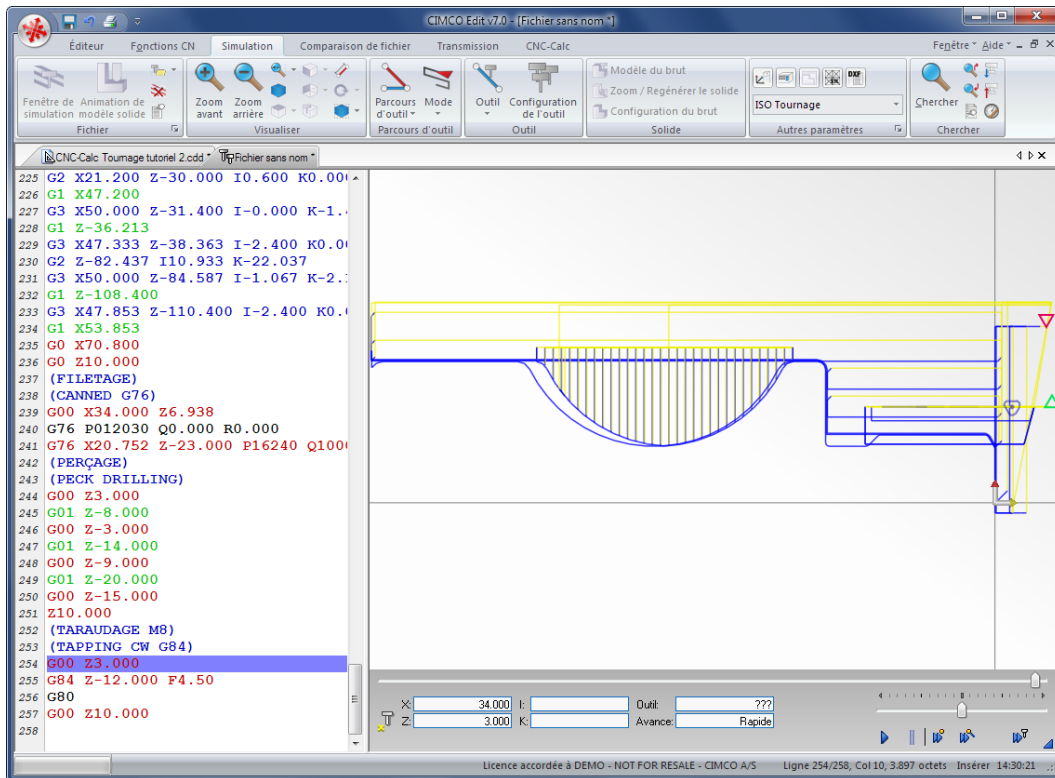 CIMCO Edit v7.0 - [Fichier sans nom *]
Éditeur Fonctions CN Simulation Comparaison de fichier Transmission CNC-Calc Fenêtre Aide
Fenêtre de simulation
Animation de modèle solide
Fichier
Zoom avant
Zoom arrière
Visualiser
Parcours d'outil
Mode
Parcours d'outil
Outil
Configuration de l'outil
Outil
Modèle du brut
Zoom / Regénérer le solide
Configuration du brut
Solide
DXF
ISO Tournage
Autres paramètres
Chercher
Chercher
CNC-Calc Tournage tutoriel 2.cdd * Fichier sans nom *
225 G2 X21.200 Z-30.000 I0.600 K0.000
226 G1 X47.200
227 G3 X50.000 Z-31.400 I-0.000 K-1.
228 G1 Z-36.213
229 G3 X47.333 Z-38.363 I-2.400 K0.00
230 G2 Z-82.437 I10.933 K-22.037
231 G3 X50.000 Z-84.587 I-1.067 K-2.
232 G1 Z-108.400
233 G3 X47.853 Z-110.400 I-2.400 K0.
234 G1 X53.853
235 G0 X70.800
236 G0 Z10.000
237 (FILETAGE)
238 (CANNED G76)
239 G00 X34.000 Z6.938
240 G76 P012030 Q0.000 R0.000
241 G76 X20.752 Z-23.000 P16240 Q1000
242 (PERÇAGE)
243 (PECK DRILLING)
244 G00 Z3.000
245 G01 Z-8.000
246 G00 Z-3.000
247 G01 Z-14.000
248 G00 Z-9.000
249 G01 Z-20.000
250 G00 Z-15.000
251 Z10.000
252 (TARAUDAGE M8)
253 (TAPPING CW G84)
254 G00 Z3.000
255 G84 Z-12.000 F4.50
256 G80
257 G00 Z10.000
258
X: 34.000 I: Outil: ???
Z: 3.000 K: Avance: Rapide
Licence accordée à DEMO - NOT FOR RESALE - CIMCO A/S Ligne 254/258, Col 10, 3.897 octets Insérer 14:30:21